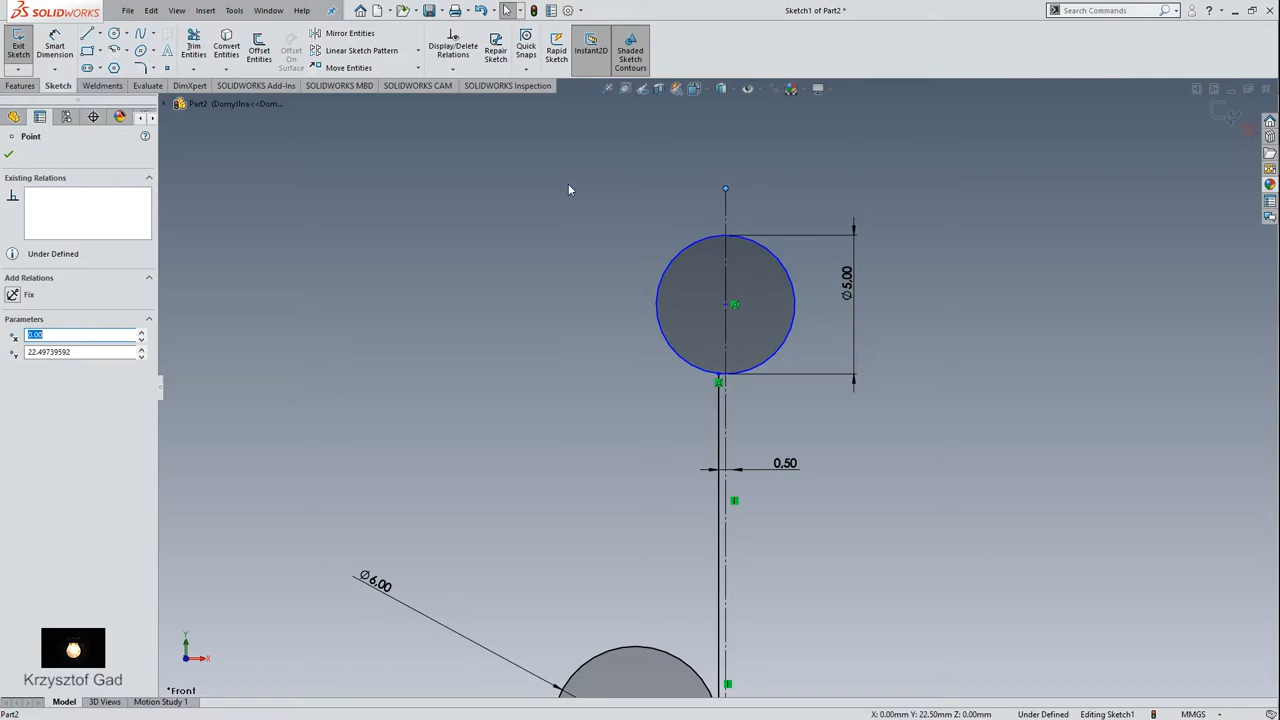 SOLIDWORKS
File
Edit
View
Insert
Tools
Window
Help
Sketch1 of Part2 *
Search Commands
Exit Sketch
Smart Dimension
Trim Entities
Convert Entities
Offset Entities
Offset On Surface
Mirror Entities
Linear Sketch Pattern
Move Entities
Display/Delete Relations
Repair Sketch
Quick Snaps
Rapid Sketch
Instant2D
Shaded Sketch Contours
Features
Sketch
Weldments
Evaluate
DimXpert
SOLIDWORKS Add-Ins
SOLIDWORKS MBD
SOLIDWORKS CAM
SOLIDWORKS Inspection
Part2 (Domyślna<<Dom...
Point
Existing Relations
Under Defined
Add Relations
Fix
Parameters
0.00
22.49739592
Ø5,00
0,50
Ø6,00
Y
X
Krzysztof Gad
*Front
Model
3D Views
Motion Study 1
Part2
X: 0.00mm Y: 22.50mm Z: 0.00mm
Under Defined
Editing Sketch1
MMGS